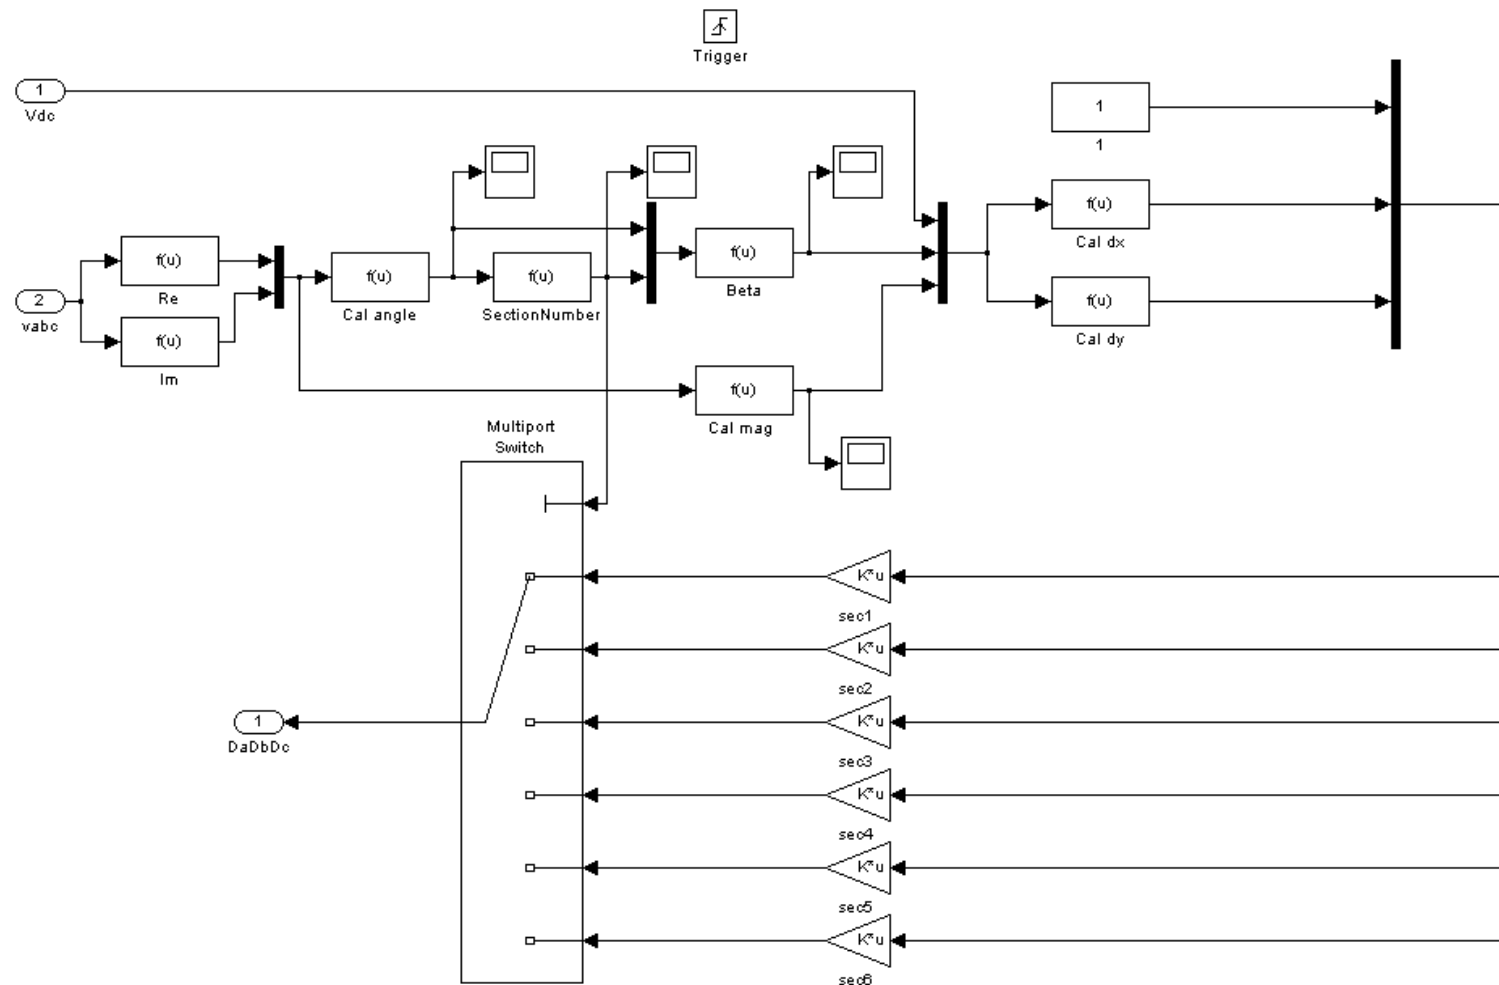 Trigger
1
Vdc
1
1
f(u)
Cal dx
f(u)
Re
f(u)
Cal angle
f(u)
SectionNumber
f(u)
Beta
2
vabc
f(u)
Im
f(u)
Cal dy
f(u)
Cal mag
Multiport
Switch
K*u
sec1
K*u
sec2
1
DaDbDc
K*u
sec3
K*u
sec4
K*u
sec5
K*u
sec6